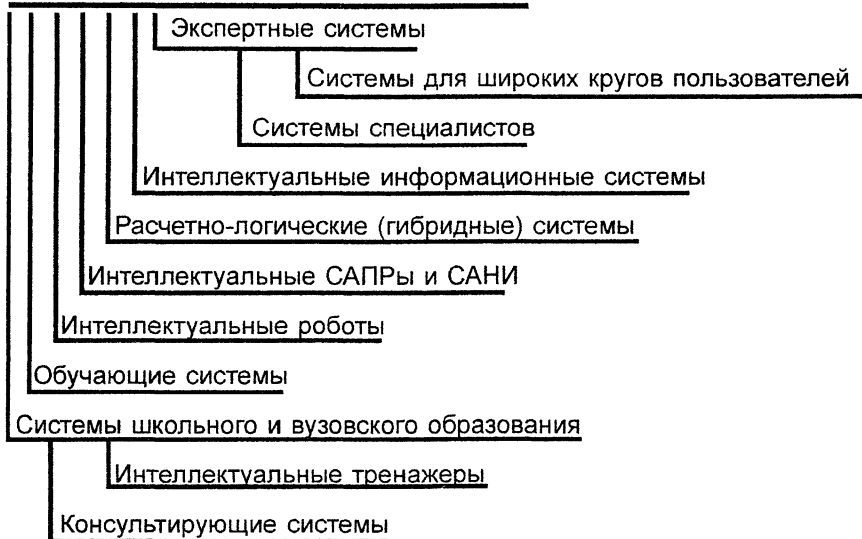 Экспертные системы
Системы для широких кругов пользователей
Системы специалистов
Интеллектуальные информационные системы
Расчетно-логические (гибридные) системы
Интеллектуальные САПРы и САНИ
Интеллектуальные роботы
Обучающие системы
Системы школьного и вузовского образования
Интеллектуальные тренажеры
Консультирующие системы